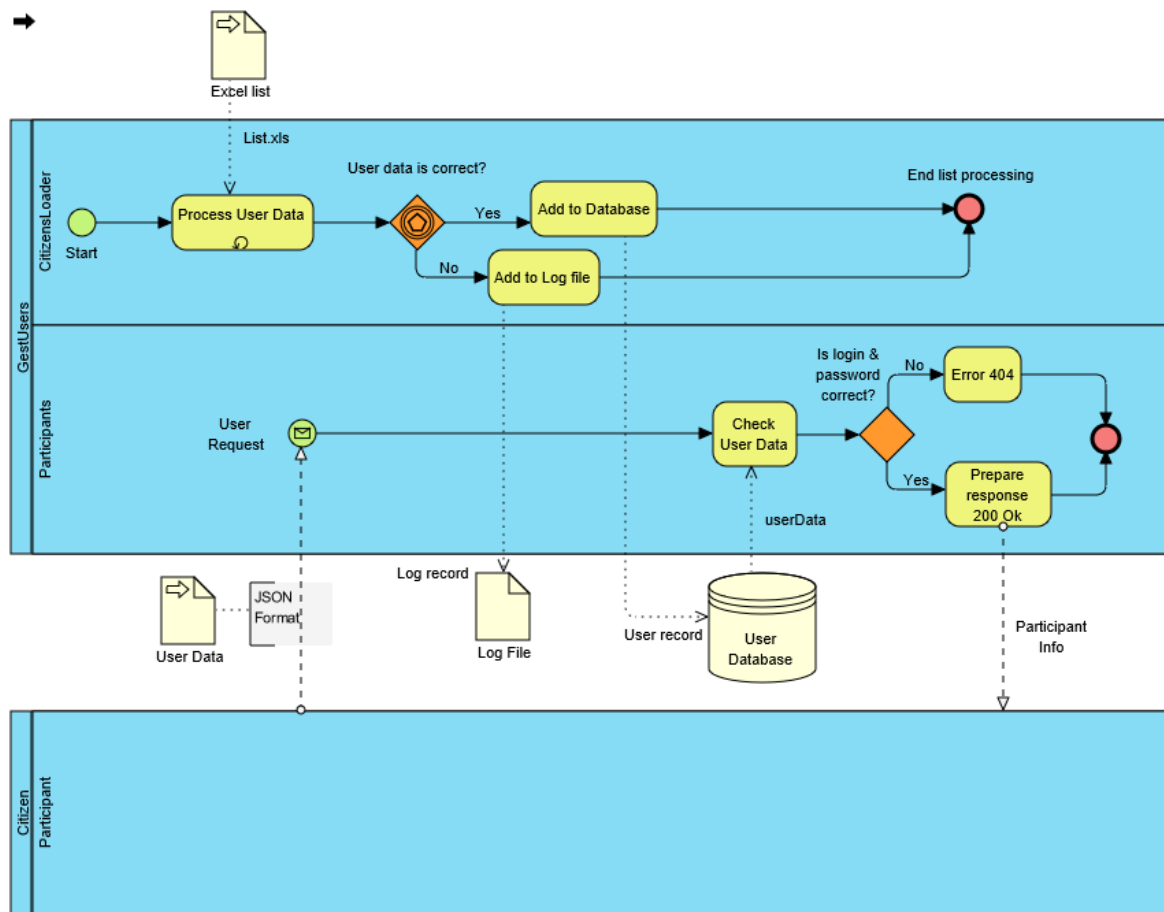 Excel list
List.xls
GestUsers
CitizensLoader
User data is correct?
End list processing
Start
Process User Data
Yes
Add to Database
No
Add to Log file
Participants
User
Request
Check
User Data
Is login &
password
correct?
No
Error 404
Yes
Prepare
response
200 Ok
userData
User Data
JSON
Format
Log record
Log File
User record
User
Database
Participant
Info
Citizen
Participant